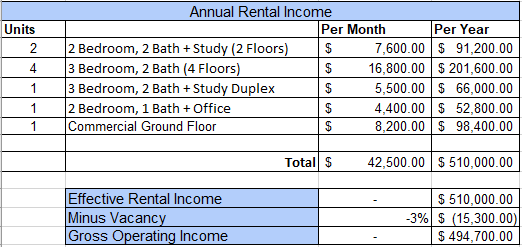 Annual Rental Income
Units Per Month Per Year
2 2 Bedroom, 2 Bath + Study (2 Floors) $ 7,600.00 $ 91,200.00
4 3 Bedroom, 2 Bath (4 Floors) $ 16,800.00 $ 201,600.00
1 3 Bedroom, 2 Bath + Study Duplex $ 5,500.00 $ 66,000.00
1 2 Bedroom, 1 Bath + Office $ 4,400.00 $ 52,800.00
1 Commercial Ground Floor $ 8,200.00 $ 98,400.00
Total $ 42,500.00 $ 510,000.00
Effective Rental Income - $ 510,000.00
Minus Vacancy -3% $ (15,300.00)
Gross Operating Income - $ 494,700.00